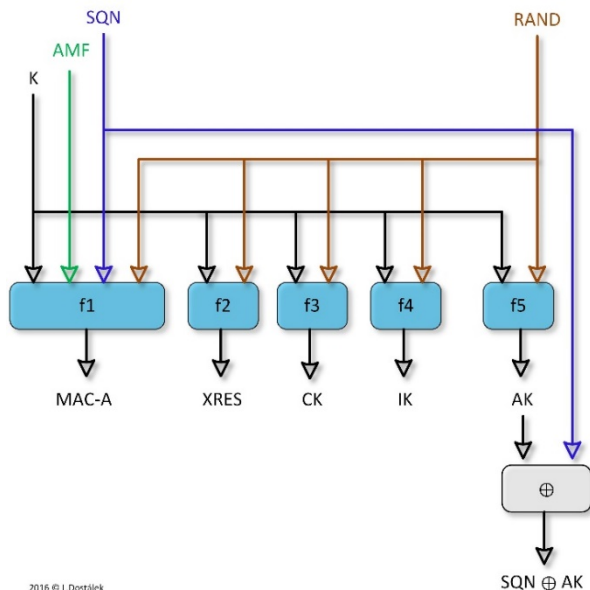 SQN
RAND
AMF
K
f1
f2
f3
f4
f5
MAC-A
XRES
CK
IK
AK
⊕
SQN ⊕ AK
2016 © L.Dostálek